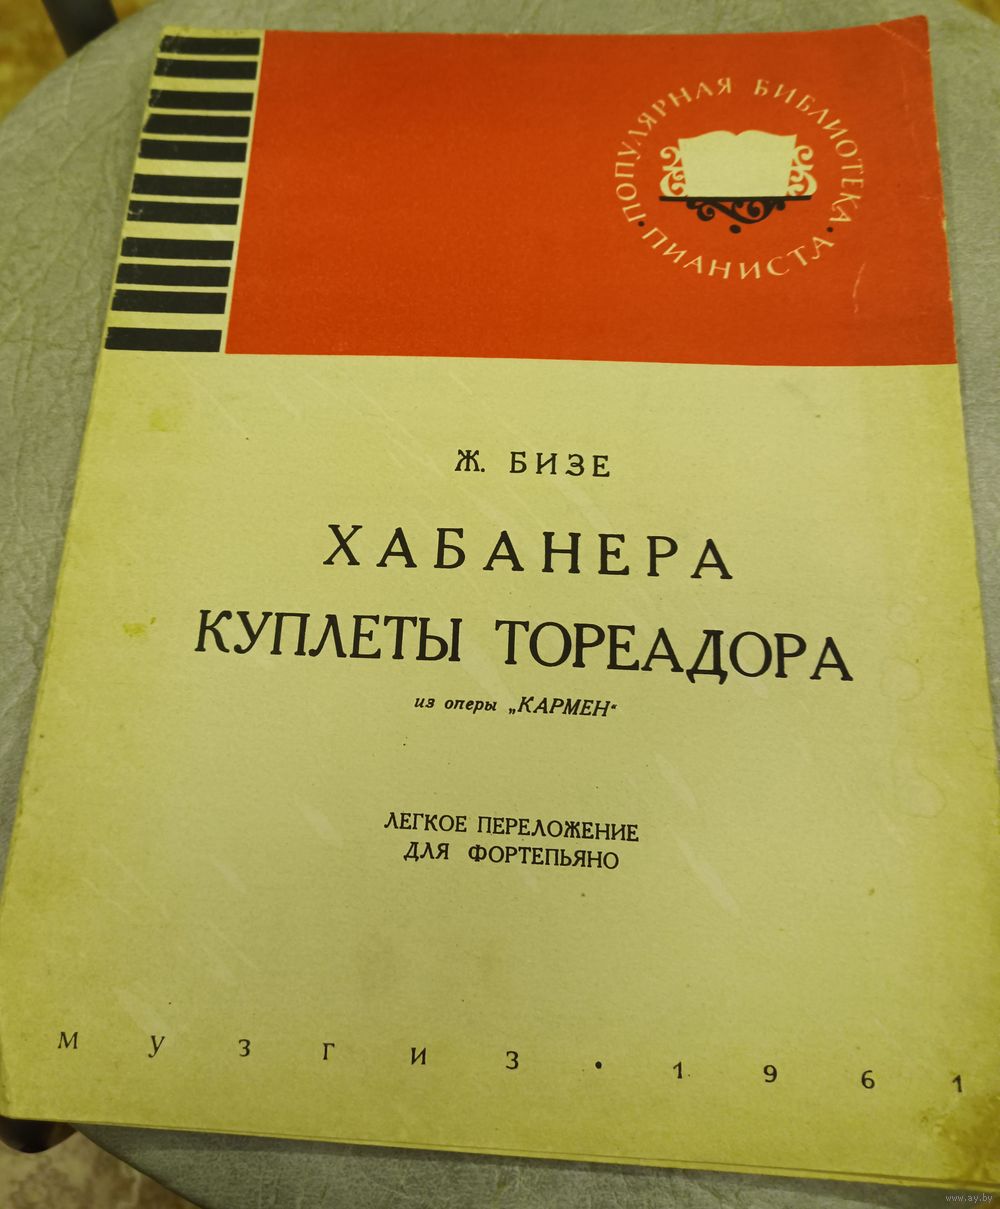 ПОПУЛЯРНАЯ БИБЛИОТЕКА
· ПИАНИСТА ·
Ж. БИЗЕ
ХАБАНЕРА
КУПЛЕТЫ ТОРЕАДОРА
из оперы „КАРМЕН“
ЛЕГКОЕ ПЕРЕЛОЖЕНИЕ
ДЛЯ ФОРТЕПЬЯНО
МУЗГИЗ · 1961
www.ay.by